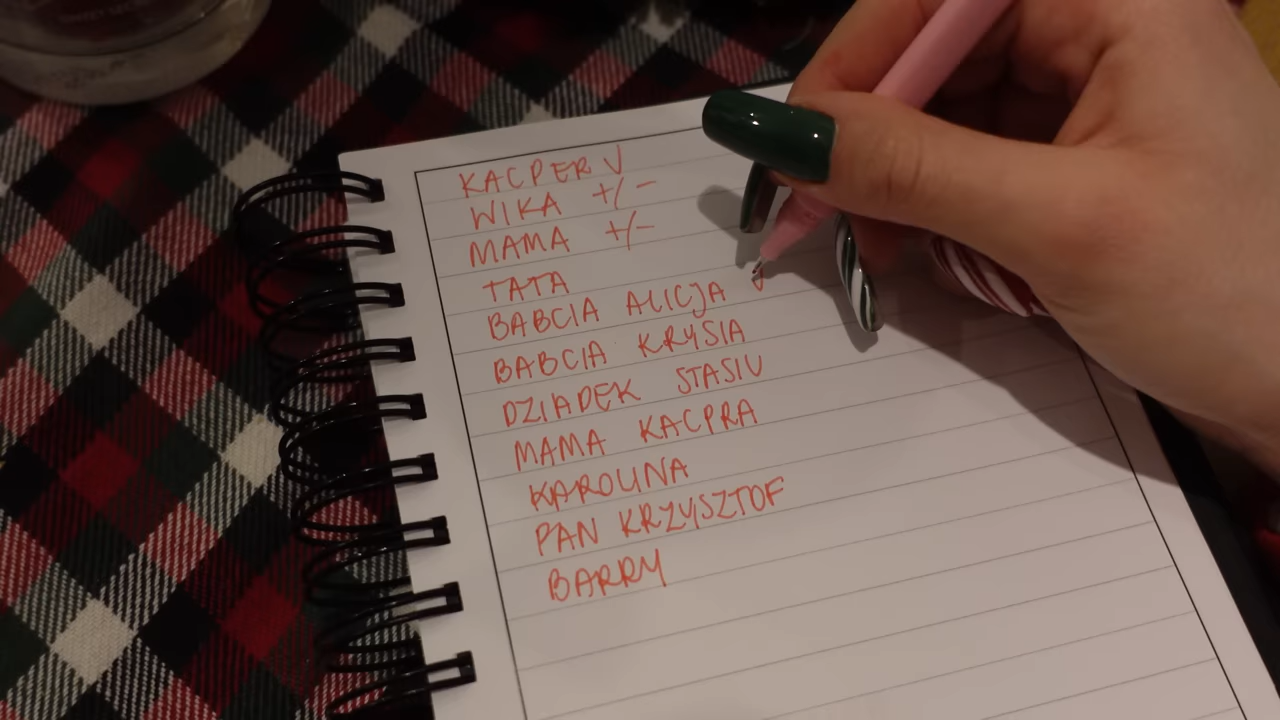 KACPER V
WIKA +/-
MAMA +/-
TATA
BABCIA ALICJA
BABCIA KRYSIA
DZIADEK STASIU
MAMA KACPRA
KAROLINA
PAN KRZYSZTOF
BARRY